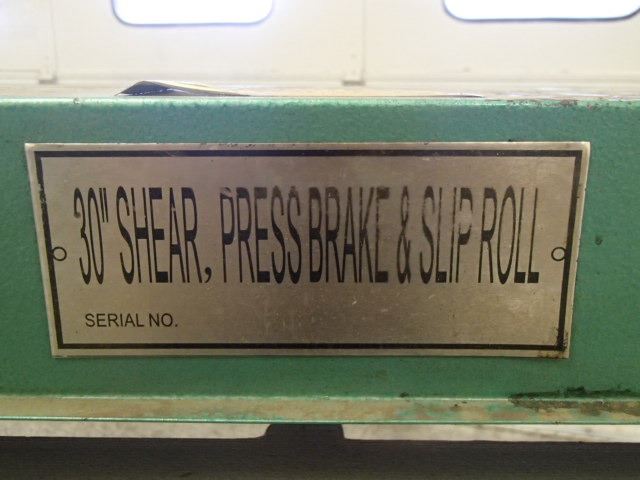 30" SHEAR, PRESS BRAKE & SLIP ROLL
SERIAL NO.